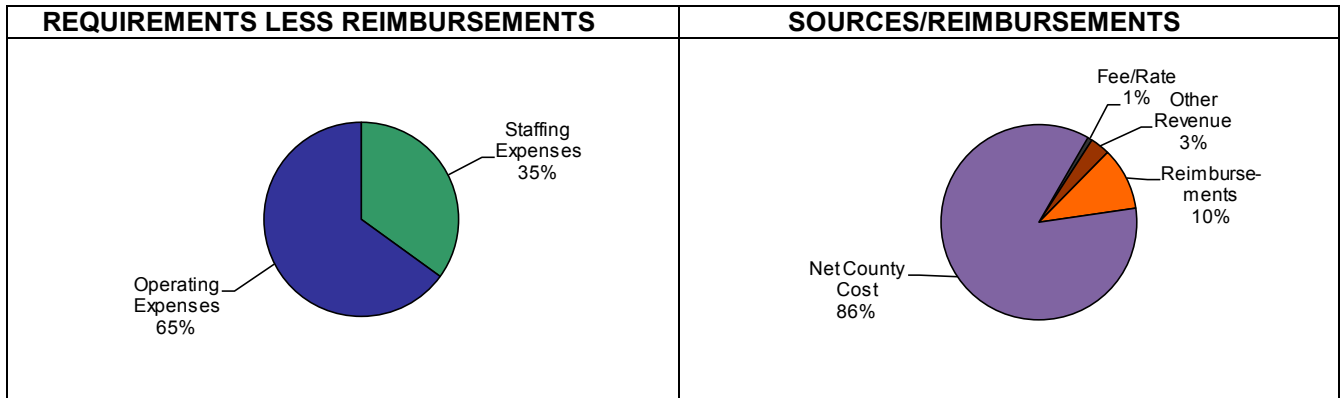 REQUIREMENTS LESS REIMBURSEMENTS
Staffing
Expenses
35%
Operating
Expenses
65%
SOURCES/REIMBURSEMENTS
Fee/Rate
1%
Other
Revenue
3%
Reimburse-
ments
10%
Net County
Cost
86%